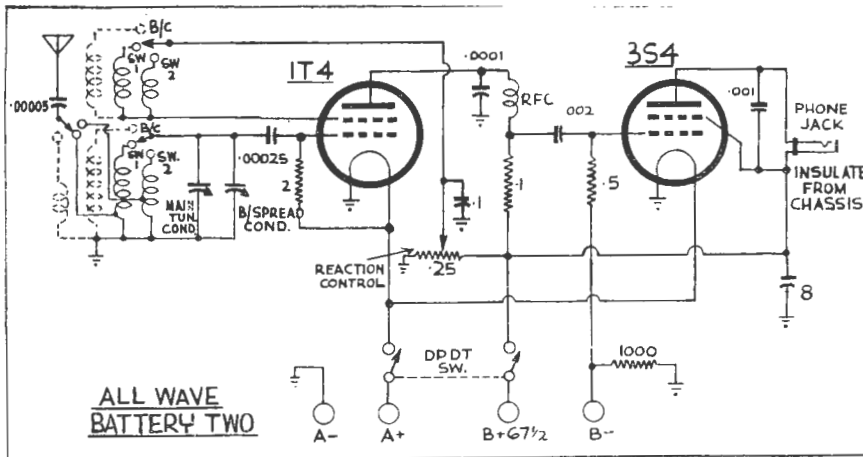 B/C
SW 1
SW 2
1T4
3S4
.0001
.001
.00005
RFC
.002
PHONE
JACK
B/C
SW 1
SW. 2
.00025
2
.1
.5
INSULATE
FROM
CHASSIS
MAIN
TUN.
COND.
B/SPREAD
COND.
.1
REACTION
CONTROL
.25
8
DPDT
SW.
1000
ALL WAVE
BATTERY TWO
A-
A+
B+67½
B-